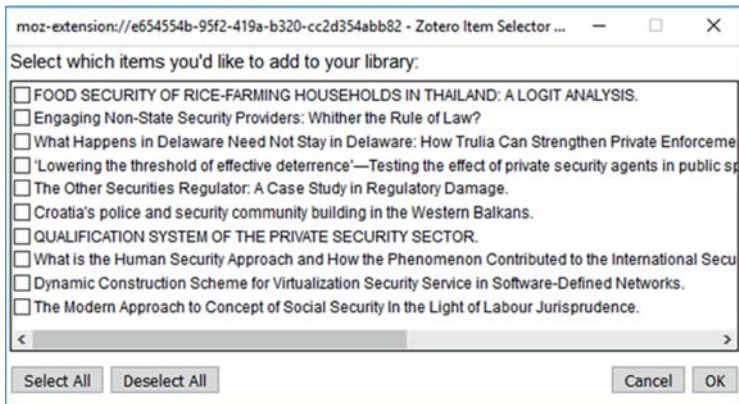 moz-extension://e654554b-95f2-419a-b320-cc2d354abb82 - Zotero Item Selector ...
Select which items you'd like to add to your library:
FOOD SECURITY OF RICE-FARMING HOUSEHOLDS IN THAILAND: A LOGIT ANALYSIS.
Engaging Non-State Security Providers: Whither the Rule of Law?
What Happens in Delaware Need Not Stay in Delaware: How Trulia Can Strengthen Private Enforceme
‘Lowering the threshold of effective deterrence’—Testing the effect of private security agents in public sp
The Other Securities Regulator: A Case Study in Regulatory Damage.
Croatia's police and security community building in the Western Balkans.
QUALIFICATION SYSTEM OF THE PRIVATE SECURITY SECTOR.
What is the Human Security Approach and How the Phenomenon Contributed to the International Secu
Dynamic Construction Scheme for Virtualization Security Service in Software-Defined Networks.
The Modern Approach to Concept of Social Security In the Light of Labour Jurisprudence.
Select All Deselect All Cancel OK